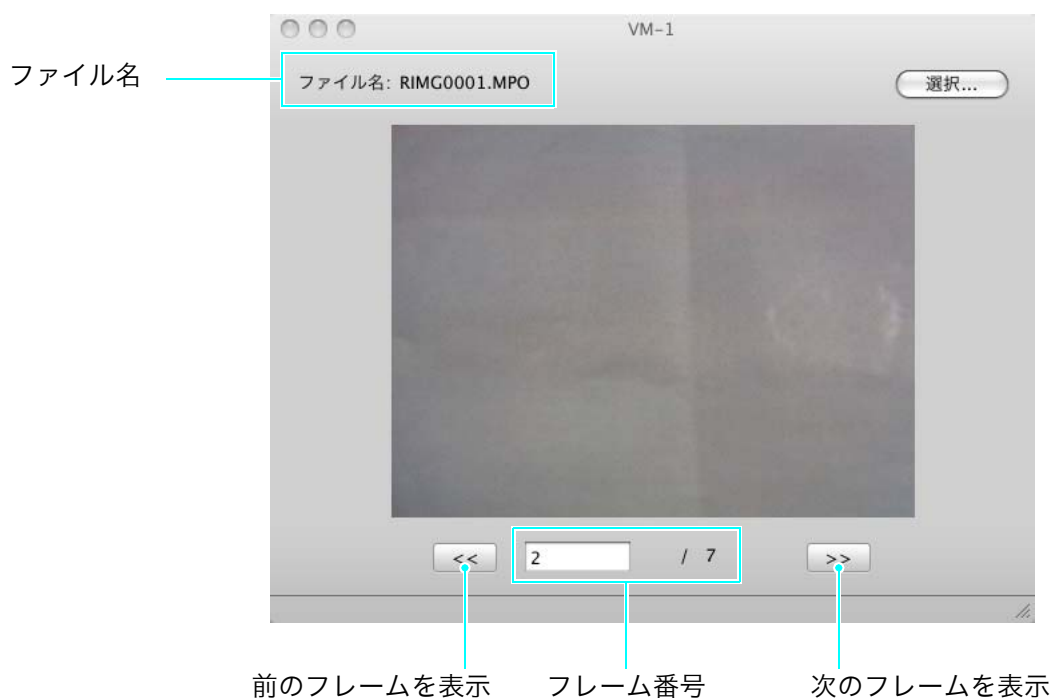 VM-1
ファイル名
ファイル名: RIMG0001.MPO
選択...
<<
2
/ 7
>>
前のフレームを表示
フレーム番号
次のフレームを表示